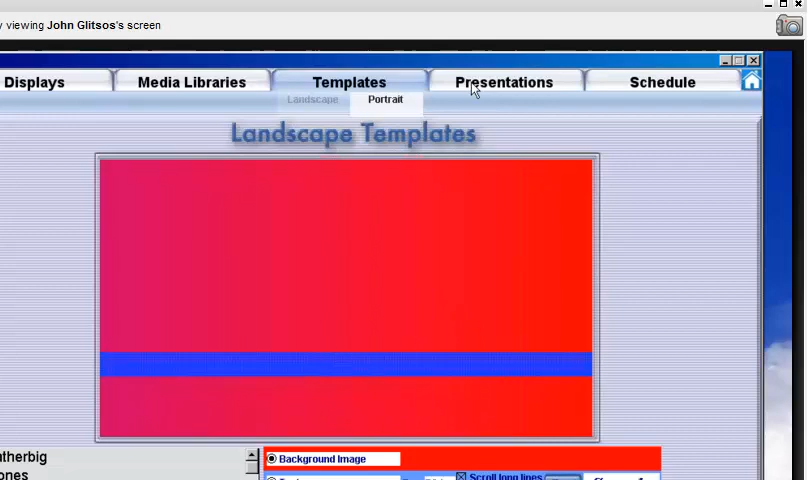 y viewing John Glitsos's screen
Displays Media Libraries Templates Presentations Schedule
Landscape Portrait
Landscape Templates
atherbig
ones
Background Image
Scroll long lines